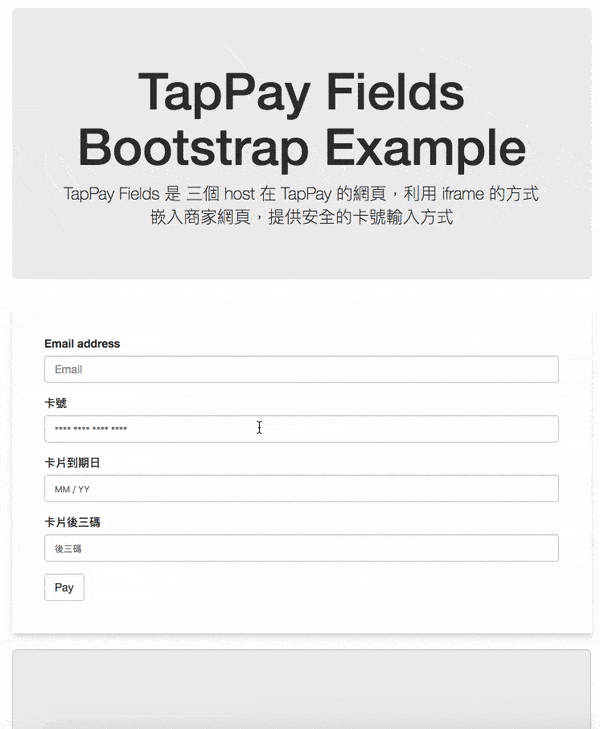 TapPay Fields
Bootstrap Example
TapPay Fields 是 三個 host 在 TapPay 的網頁，利用 iframe 的方式
嵌入商家網頁，提供安全的卡號輸入方式
Email address
Email
卡號
**** **** **** ****
卡片到期日
MM / YY
卡片後三碼
後三碼
Pay